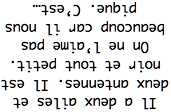 Il a deux ailes et
deux antennes. Il est
noir et tout petit.
On ne l'aime pas
beaucoup car il nous
pique. C'est…